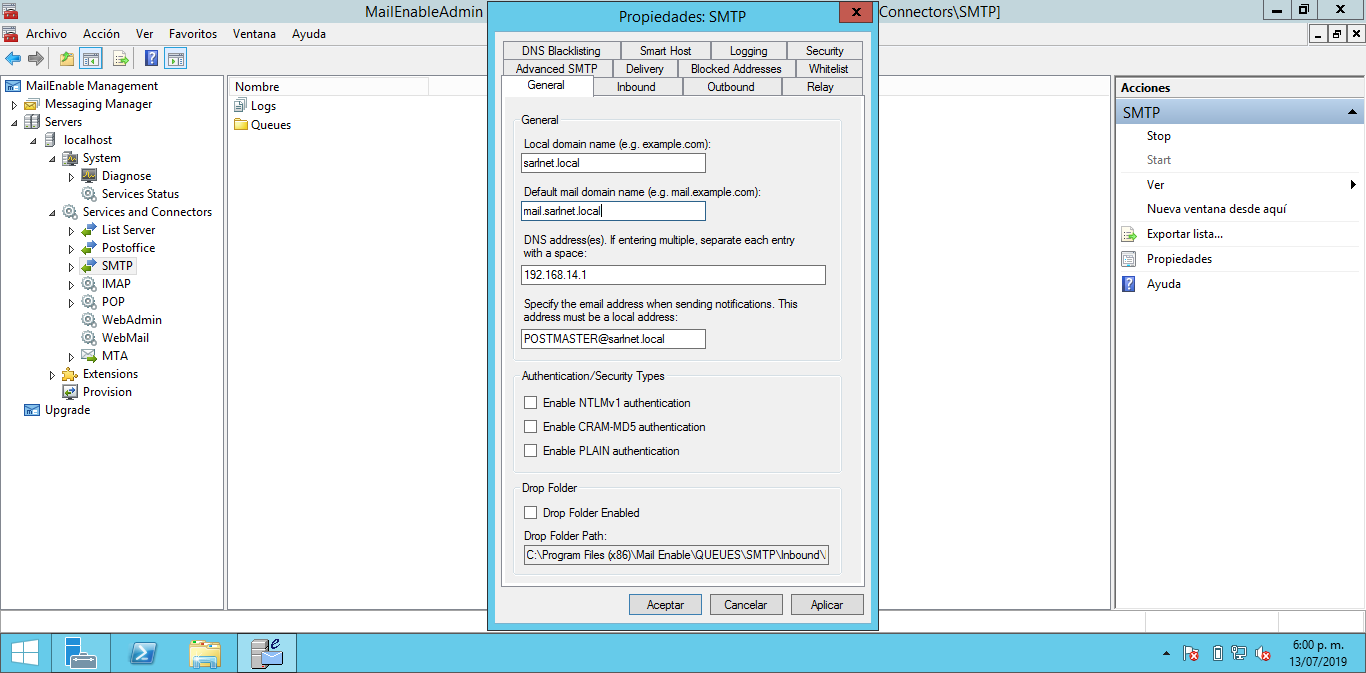 MailEnableAdmin
Connectors\SMTP]
Propiedades: SMTP
Archivo Acción Ver Favoritos Ventana Ayuda
MailEnable Management
Messaging Manager
Servers
localhost
System
Diagnose
Services Status
Services and Connectors
List Server
Postoffice
SMTP
IMAP
POP
WebAdmin
WebMail
MTA
Extensions
Provision
Upgrade
Nombre
Logs
Queues
DNS Blacklisting Smart Host Logging Security
Advanced SMTP Delivery Blocked Addresses Whitelist
General Inbound Outbound Relay
General
Local domain name (e.g. example.com):
sarlnet.local
Default mail domain name (e.g. mail.example.com):
mail.sarlnet.local
DNS address(es). If entering multiple, separate each entry
with a space:
192.168.14.1
Specify the email address when sending notifications. This
address must be a local address:
POSTMASTER@sarlnet.local
Authentication/Security Types
Enable NTLMv1 authentication
Enable CRAM-MD5 authentication
Enable PLAIN authentication
Drop Folder
Drop Folder Enabled
Drop Folder Path:
C:\Program Files (x86)\Mail Enable\QUEUES\SMTP\Inbound\
Aceptar Cancelar Aplicar
Acciones
SMTP
Stop
Start
Ver
Nueva ventana desde aquí
Exportar lista...
Propiedades
Ayuda
6:00 p. m.
13/07/2019